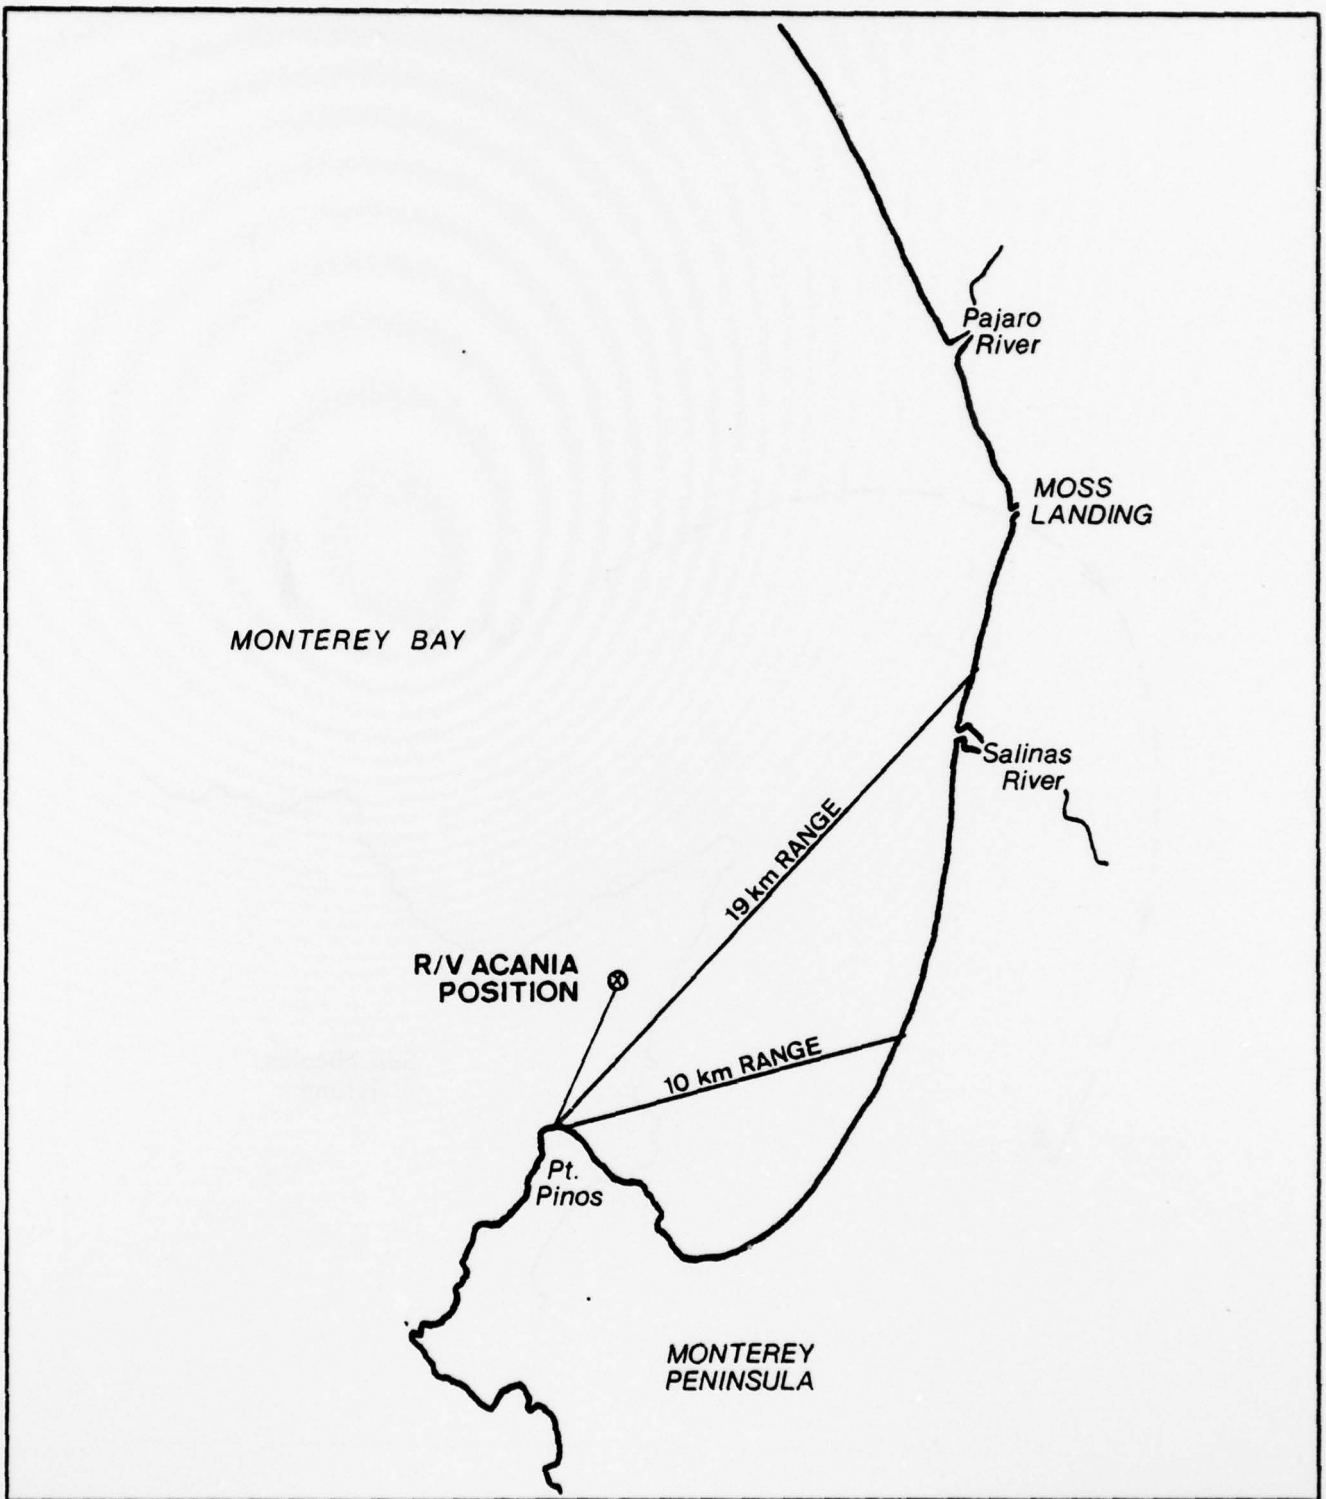 Pajaro
River
MOSS
LANDING
MONTEREY BAY
Salinas
River
19 km RANGE
R/V ACANIA
POSITION
10 km RANGE
Pt.
Pinos
MONTEREY
PENINSULA